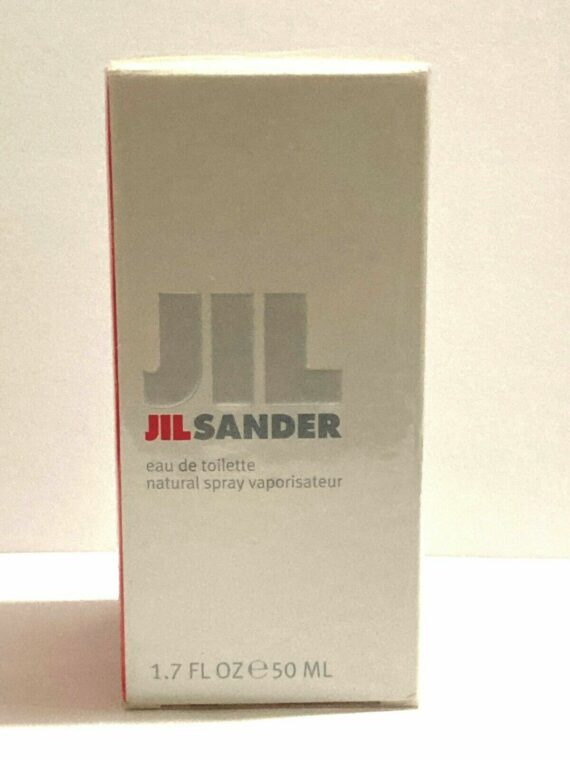 JIL
JILSANDER
eau de toilette
natural spray vaporisateur
1.7 FL OZ ℮ 50 ML